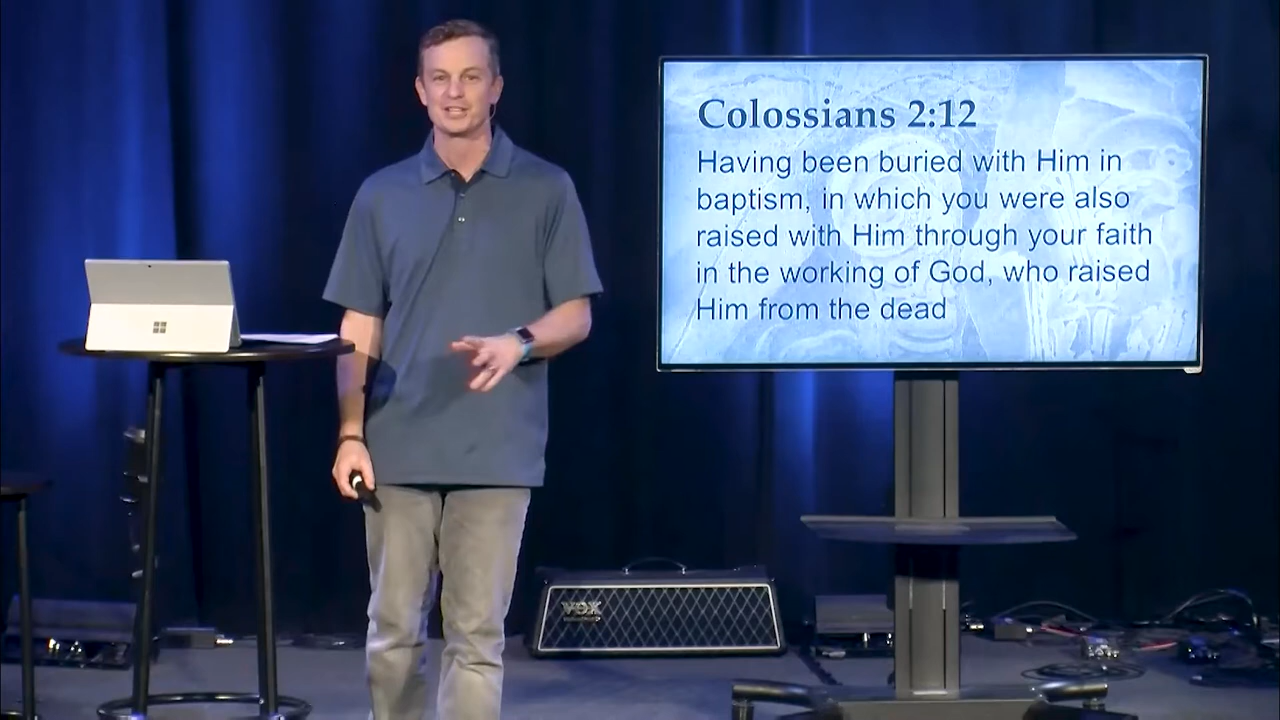 Colossians 2:12
Having been buried with Him in
baptism, in which you were also
raised with Him through your faith
in the working of God, who raised
Him from the dead
VOX